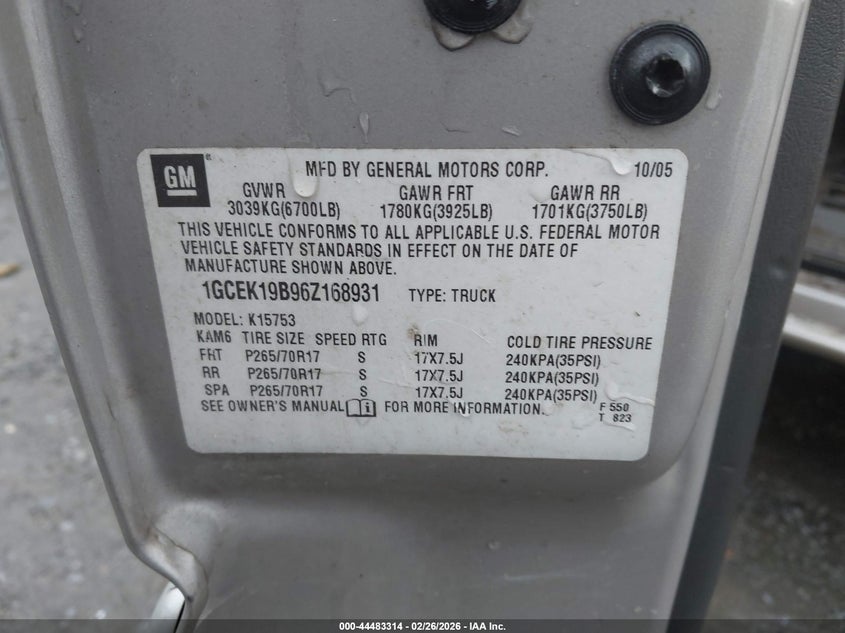 GM
MFD BY GENERAL MOTORS CORP. 10/05
GVWR GAWR FRT GAWR RR
3039KG(6700LB) 1780KG(3925LB) 1701KG(3750LB)
THIS VEHICLE CONFORMS TO ALL APPLICABLE U.S. FEDERAL MOTOR
VEHICLE SAFETY STANDARDS IN EFFECT ON THE DATE OF
MANUFACTURE SHOWN ABOVE.
1GCEK19B96Z168931 TYPE: TRUCK
MODEL: K15753
KAM6 TIRE SIZE SPEED RTG RIM COLD TIRE PRESSURE
FRT P265/70R17 S 17X7.5J 240KPA(35PSI)
RR P265/70R17 S 17X7.5J 240KPA(35PSI)
SPA P265/70R17 S 17X7.5J 240KPA(35PSI)
SEE OWNER'S MANUAL i FOR MORE INFORMATION. F 550
T 823
000-44483314 - 02/26/2026 - IAA Inc.